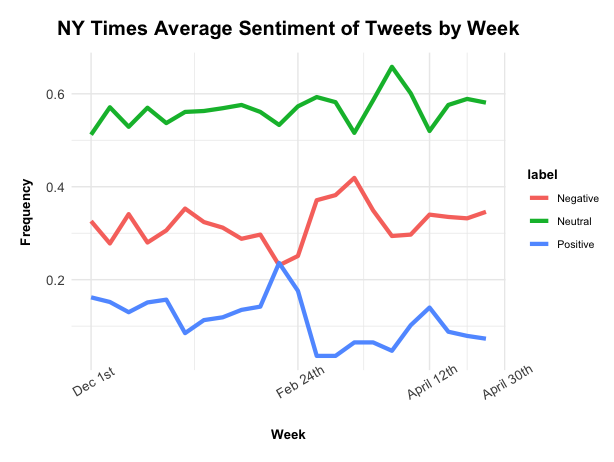 NY Times Average Sentiment of Tweets by Week
Frequency
0.6
0.4
0.2
Dec 1st
Feb 24th
April 12th
April 30th
Week
label
Negative
Neutral
Positive